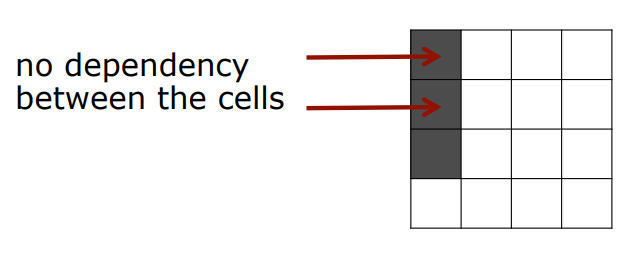 no dependency
between the cells